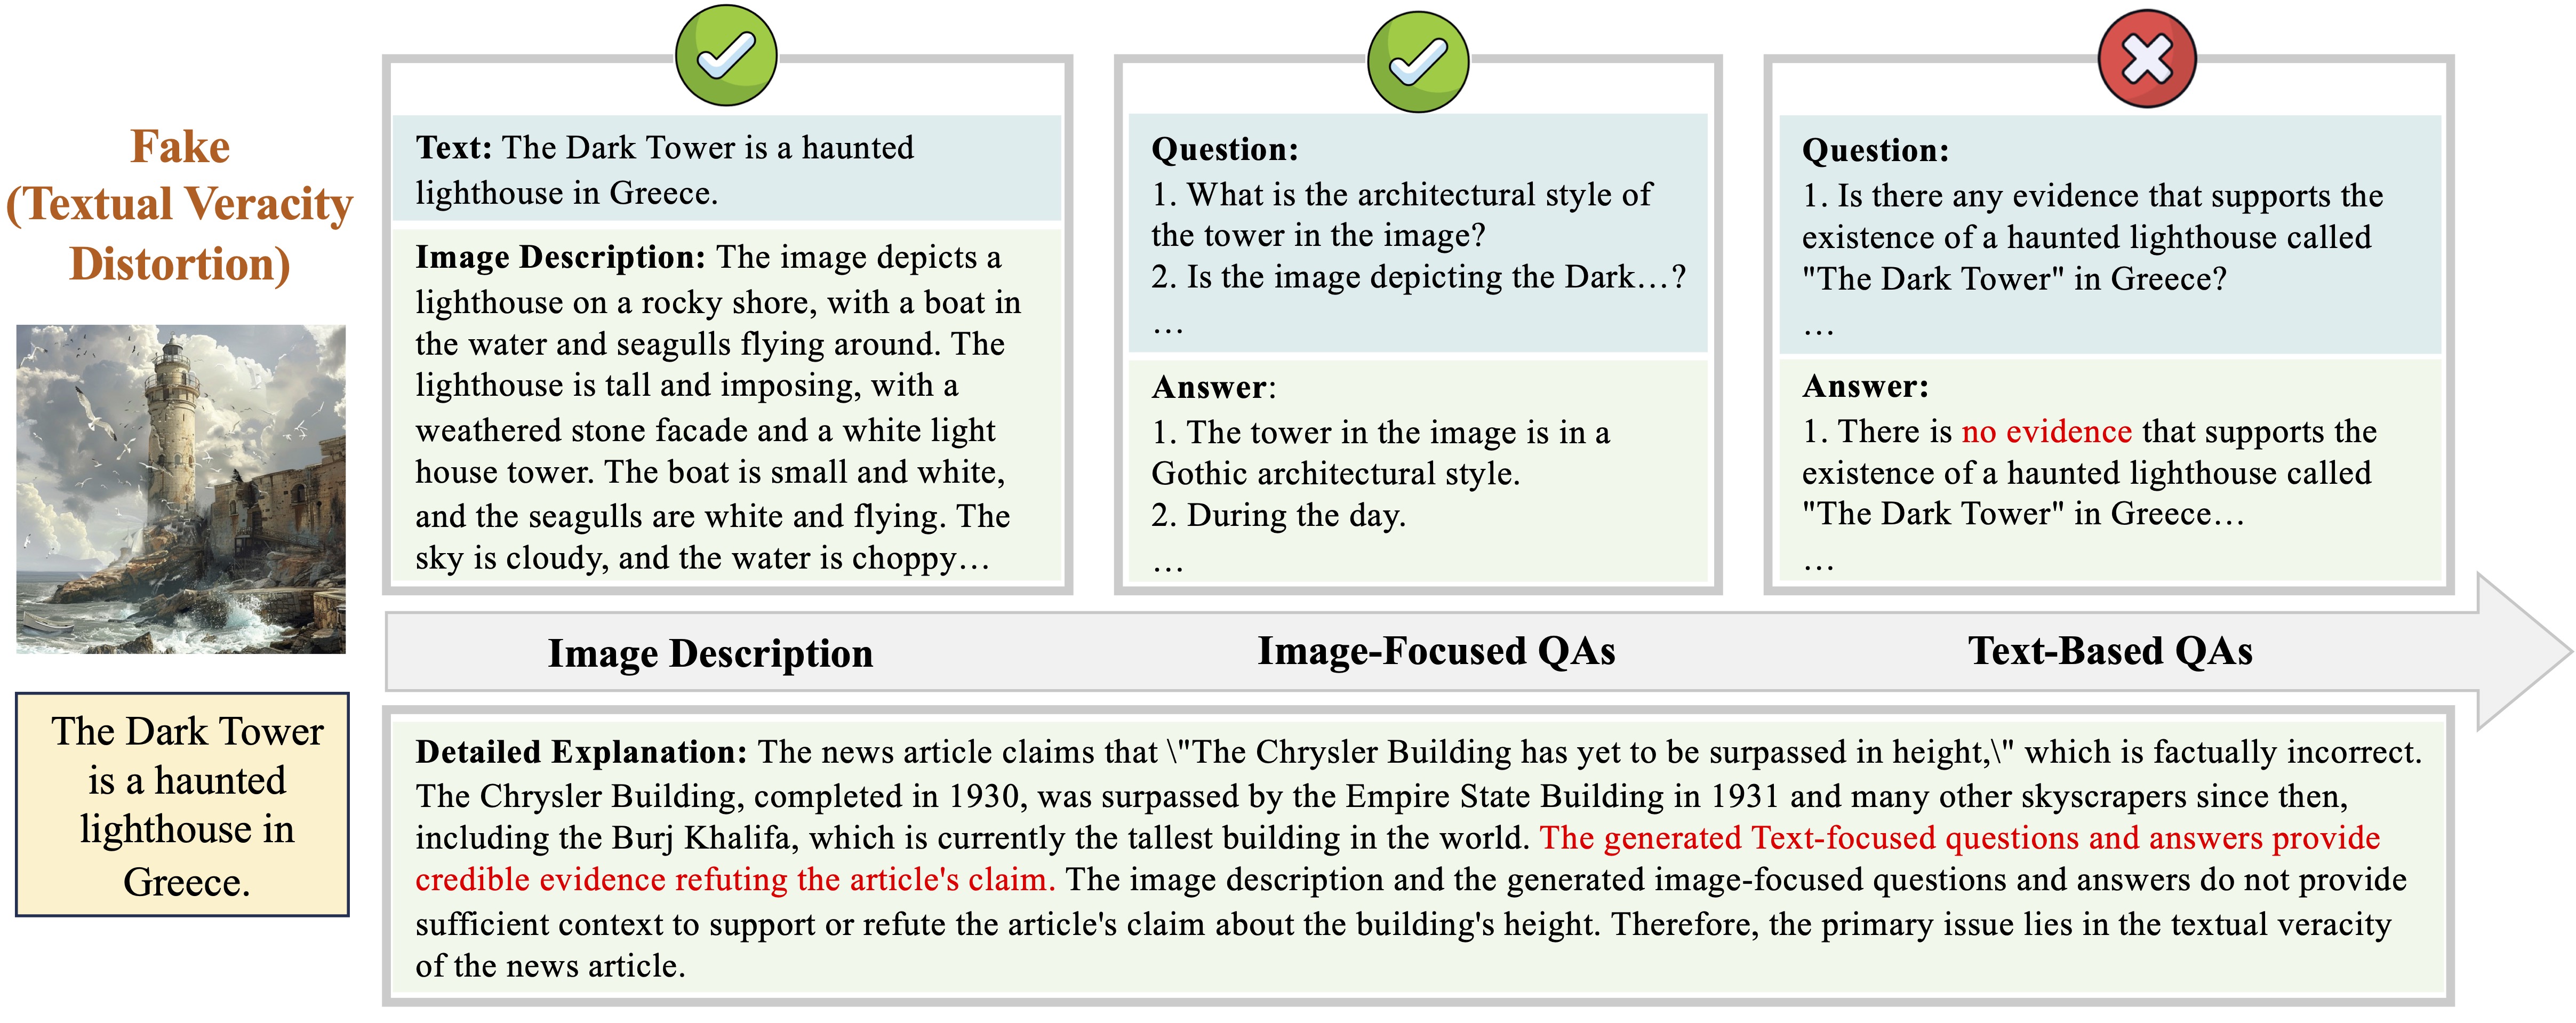 Fake
(Textual Veracity
Distortion)
The Dark Tower
is a haunted
lighthouse in
Greece.
Text: The Dark Tower is a haunted
lighthouse in Greece.
Image Description: The image depicts a
lighthouse on a rocky shore, with a boat in
the water and seagulls flying around. The
lighthouse is tall and imposing, with a
weathered stone facade and a white light
house tower. The boat is small and white,
and the seagulls are white and flying. The
sky is cloudy, and the water is choppy…
Question:
1. What is the architectural style of
the tower in the image?
2. Is the image depicting the Dark…?
…
Answer:
1. The tower in the image is in a
Gothic architectural style.
2. During the day.
…
Question:
1. Is there any evidence that supports the
existence of a haunted lighthouse called
"The Dark Tower" in Greece?
…
Answer:
1. There is no evidence that supports the
existence of a haunted lighthouse called
"The Dark Tower" in Greece…
…
Image Description
Image-Focused QAs
Text-Based QAs
Detailed Explanation: The news article claims that \"The Chrysler Building has yet to be surpassed in height,\" which is factually incorrect.
The Chrysler Building, completed in 1930, was surpassed by the Empire State Building in 1931 and many other skyscrapers since then,
including the Burj Khalifa, which is currently the tallest building in the world. The generated Text-focused questions and answers provide
credible evidence refuting the article's claim. The image description and the generated image-focused questions and answers do not provide
sufficient context to support or refute the article's claim about the building's height. Therefore, the primary issue lies in the textual veracity
of the news article.